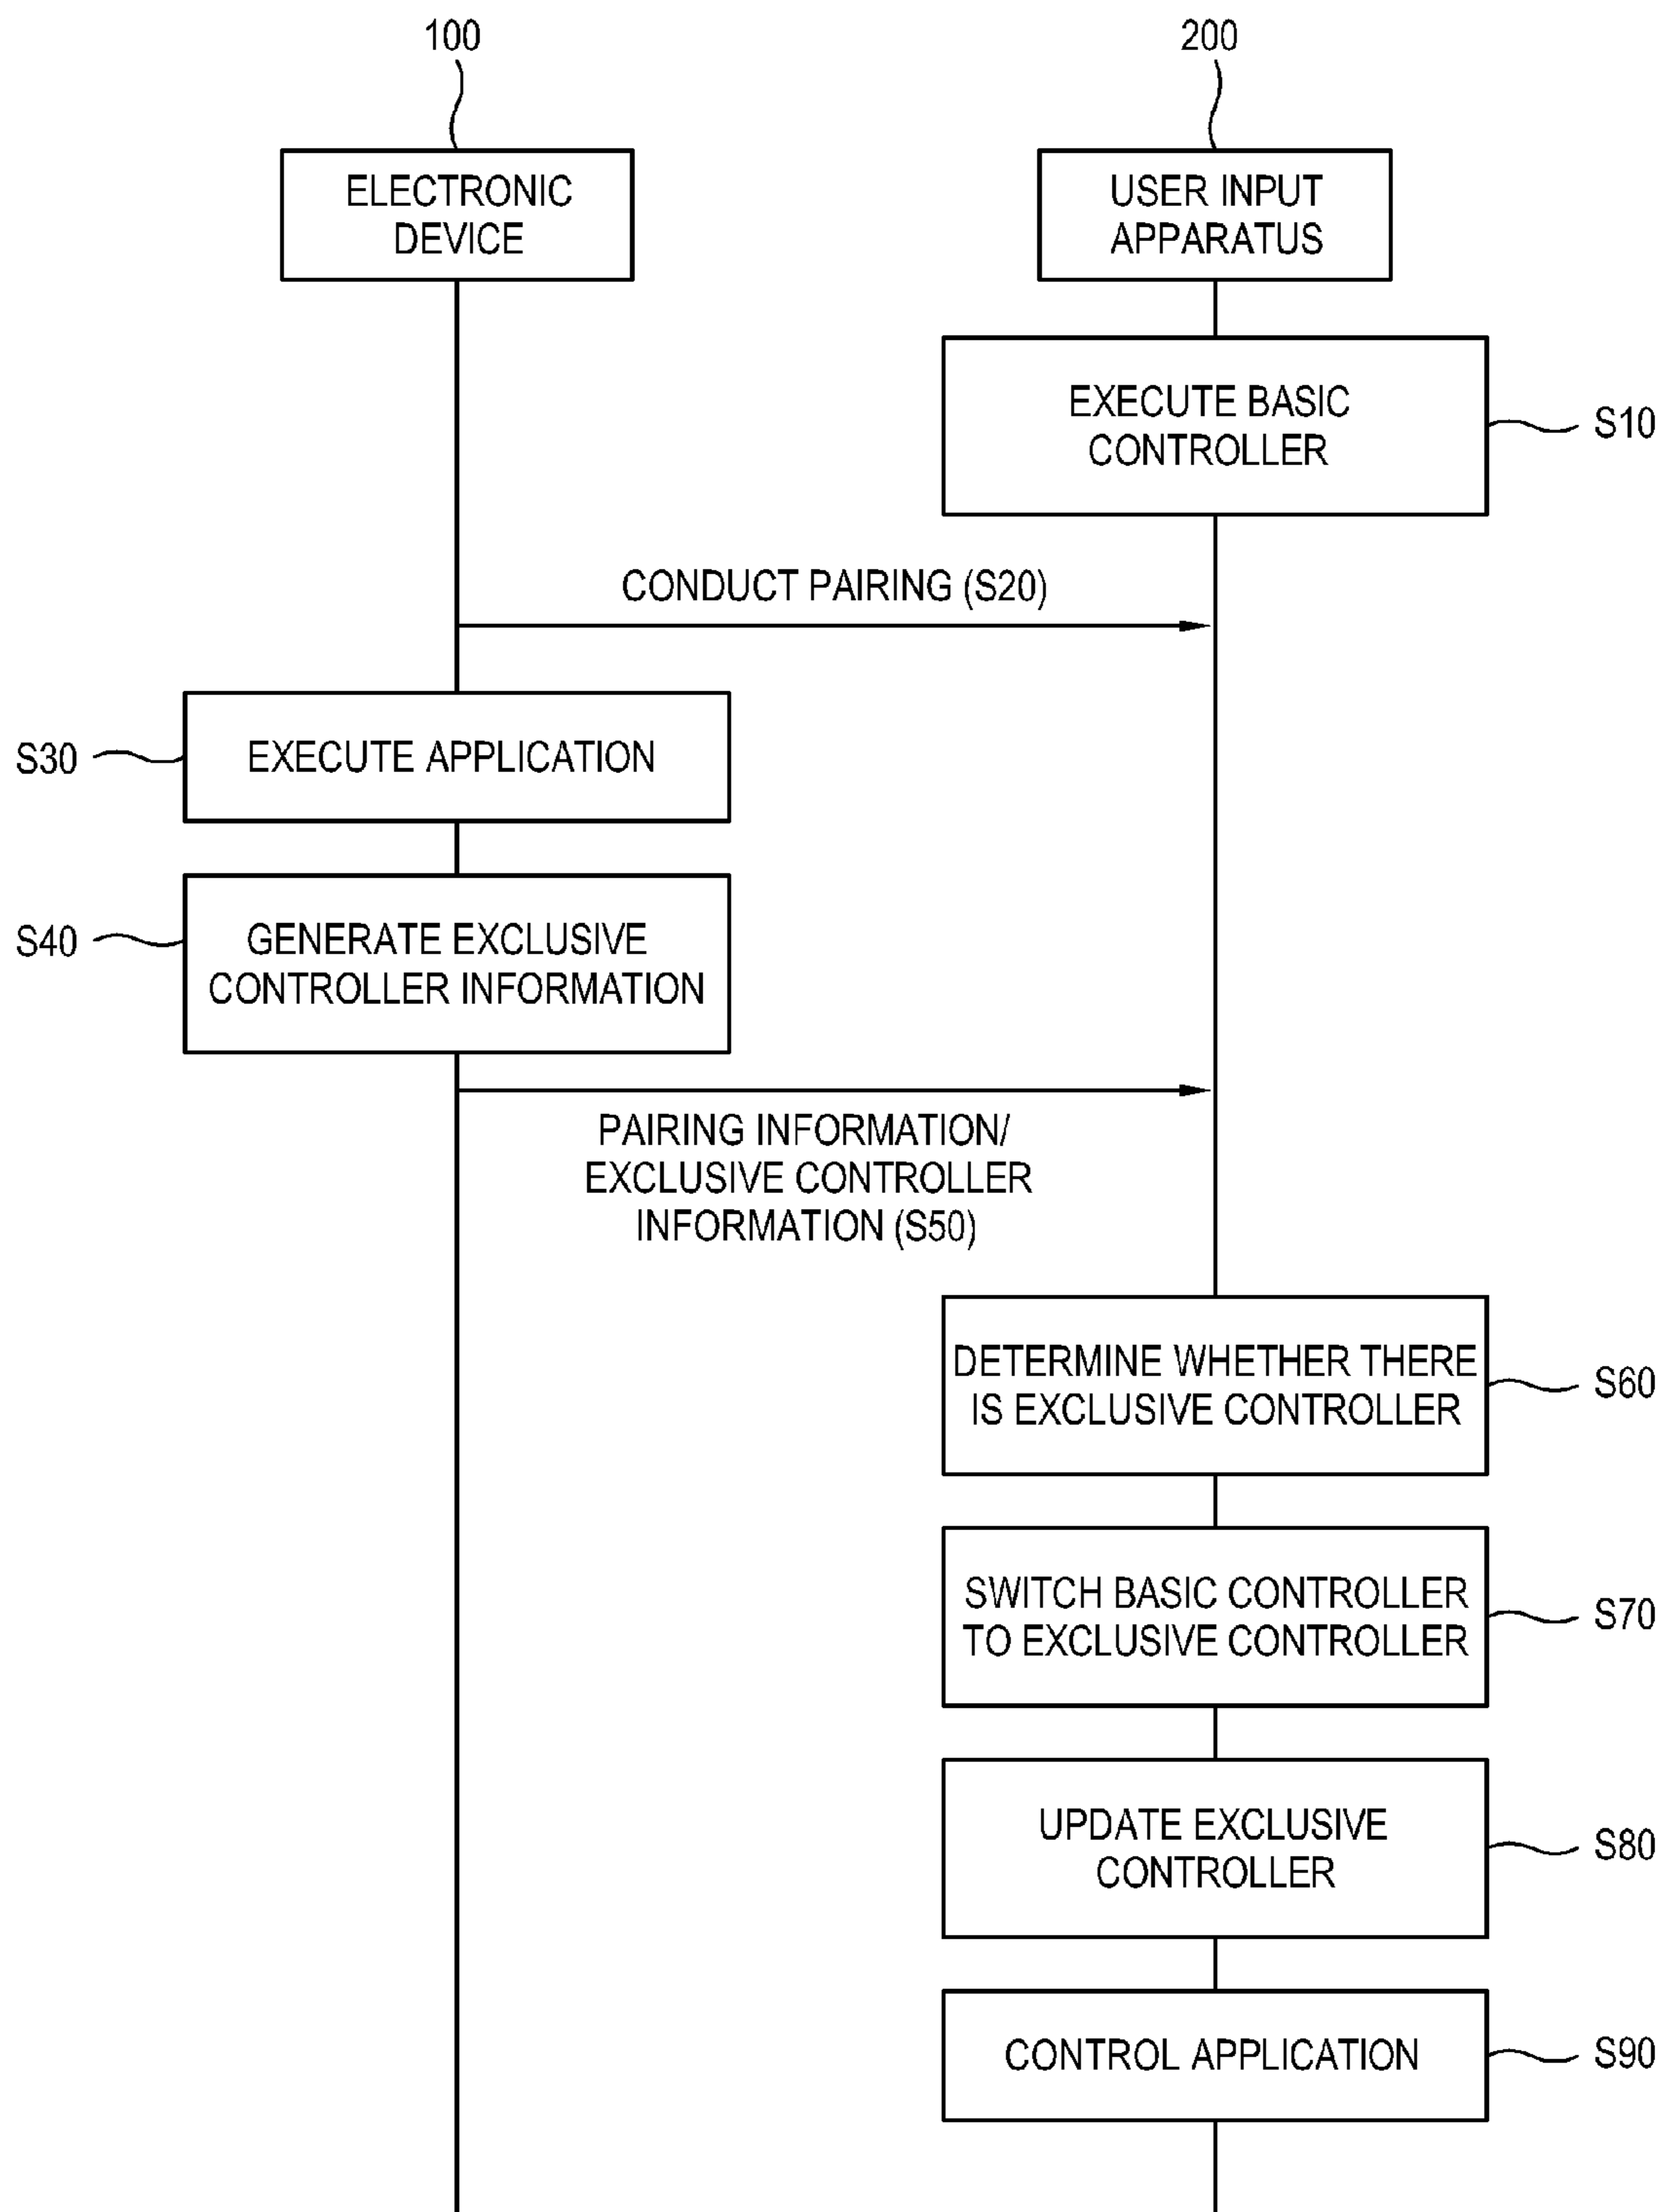 100
200
ELECTRONIC
DEVICE
USER INPUT
APPARATUS
EXECUTE BASIC
CONTROLLER
S10
CONDUCT PAIRING (S20)
S30
EXECUTE APPLICATION
S40
GENERATE EXCLUSIVE
CONTROLLER INFORMATION
PAIRING INFORMATION/
EXCLUSIVE CONTROLLER
INFORMATION (S50)
DETERMINE WHETHER THERE
IS EXCLUSIVE CONTROLLER
S60
SWITCH BASIC CONTROLLER
TO EXCLUSIVE CONTROLLER
S70
UPDATE EXCLUSIVE
CONTROLLER
S80
CONTROL APPLICATION
S90